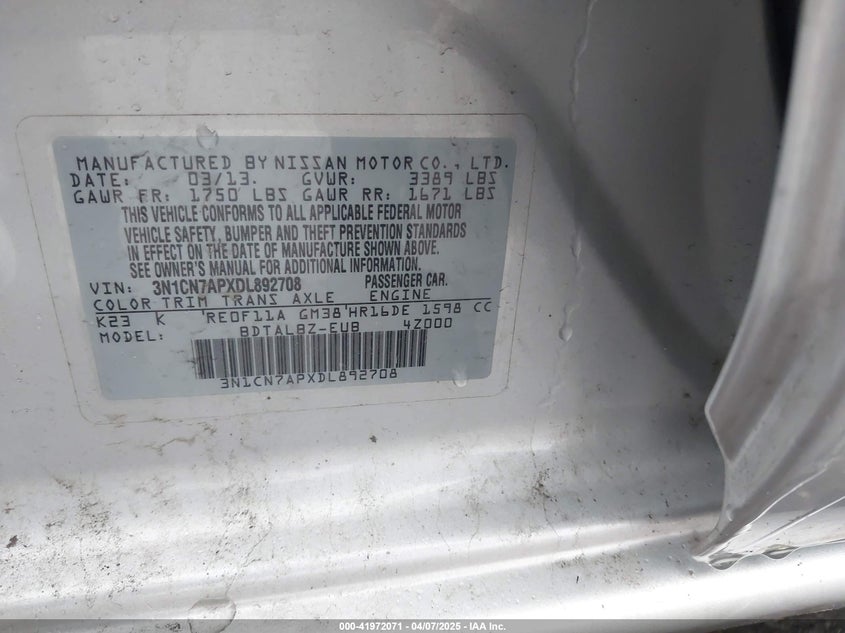 MANUFACTURED BY NISSAN MOTOR CO., LTD.
DATE: 03/13. GVWR: 3389 LBS
GAWR FR: 1750 LBS GAWR RR: 1671 LBS
THIS VEHICLE CONFORMS TO ALL APPLICABLE FEDERAL MOTOR
VEHICLE SAFETY, BUMPER AND THEFT PREVENTION STANDARDS
IN EFFECT ON THE DATE OF MANUFACTURE SHOWN ABOVE.
SEE OWNER'S MANUAL FOR ADDITIONAL INFORMATION.
VIN: 3N1CN7APXDL892708 PASSENGER CAR.
COLOR TRIM TRANS AXLE ENGINE
K23 K 'RE0F11A GM38'HR16DE 1598 CC
MODEL: BDTALBZ-EUB 4Z000
3N1CN7APXDL892708
000-41972071 - 04/07/2025 - IAA Inc.